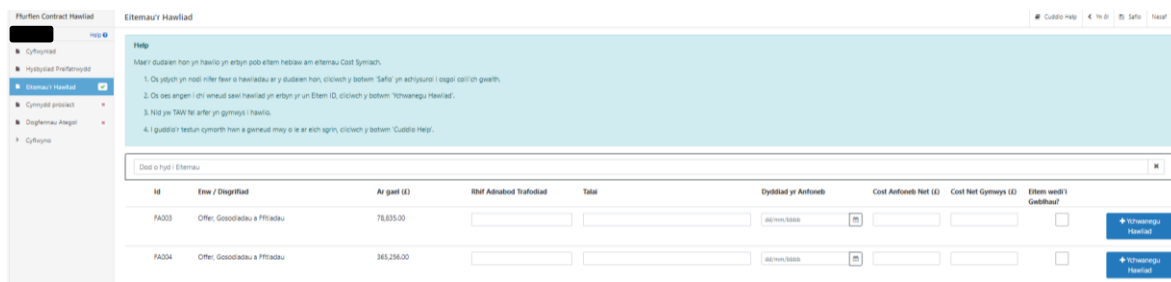 Ffurflen Contract Hawliad
Help
Cyflwyniad
Hysbysiad Preifatrwydd
Eitemau'r Hawliad
Cynnydd prosiect
Dogfennau Ategol
Cyflwyno
Eitemau'r Hawliad
Cuddio Help
Yn ôl
Safio
Nesaf
Help
Mae'r dudalen hon yn hawlio yn erbyn pob eitem heblaw am eitemau Cost Symlach.
1. Os ydych yn nodi nifer fawr o hawliadau ar y dudalen hon, cliciwch y botwm 'Safio' yn achlysurol i osgoi colli'ch gwaith.
2. Os oes angen i chi wneud sawl hawliad yn erbyn yr un Eitem ID, cliciwch y botwm 'Ychwanegu Hawliad'.
3. Nid yw TAW fel arfer yn gymwys i hawlio.
4. I guddio'r testun cymorth hwn a gwneud mwy o le ar eich sgrin, cliciwch y botwm 'Cuddio Help'.
Dod o hyd i Eitemau
Id Enw / Disgrifiad Ar gael (£) Rhif Adnabod Trafodiad Talai Dyddiad yr Anfoneb Cost Anfoneb Net (£) Cost Net Gymwys (£) Eitem wedi'i
Gwblhau?
FA003 Offer, Gosodiadau a Ffitiadau 78,835.00 dd/mm/bbbb
+ Ychwanegu
Hawliad
FA004 Offer, Gosodiadau a Ffitiadau 365,256.00 dd/mm/bbbb
+ Ychwanegu
Hawliad